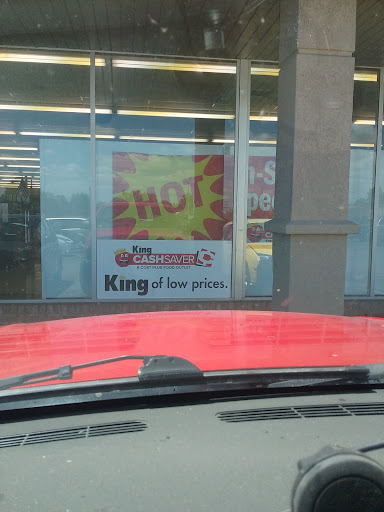 HOT
King
CASHSAVER
A COST PLUS FOOD OUTLET
King of low prices.